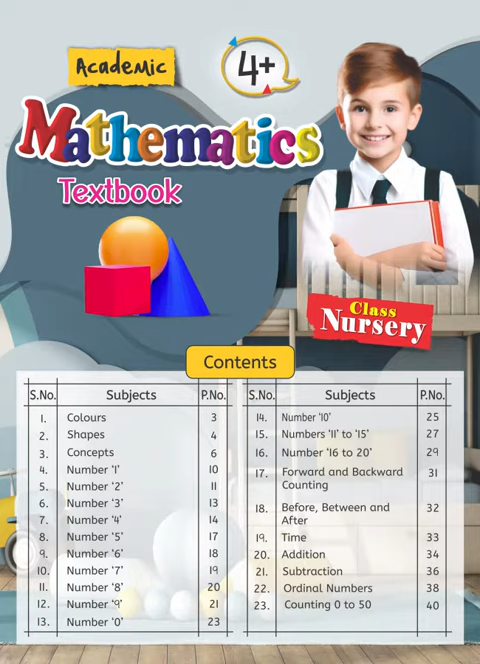 Academic
4+
Mathematics
Textbook
Class
Nursery
Contents
S.No. Subjects P.No.
1. Colours 3
2. Shapes 4
3. Concepts 6
4. Number '1' 10
5. Number '2' 11
6. Number '3' 13
7. Number '4' 14
8. Number '5' 17
9. Number '6' 18
10. Number '7' 19
11. Number '8' 20
12. Number '9' 21
13. Number '0' 23
S.No. Subjects P.No.
14. Number '10' 25
15. Numbers '11' to '15' 27
16. Number '16 to 20' 29
17. Forward and Backward 31
Counting
18. Before, Between and 32
After
19. Time 33
20. Addition 34
21. Subtraction 36
22. Ordinal Numbers 38
23. Counting 0 to 50 40